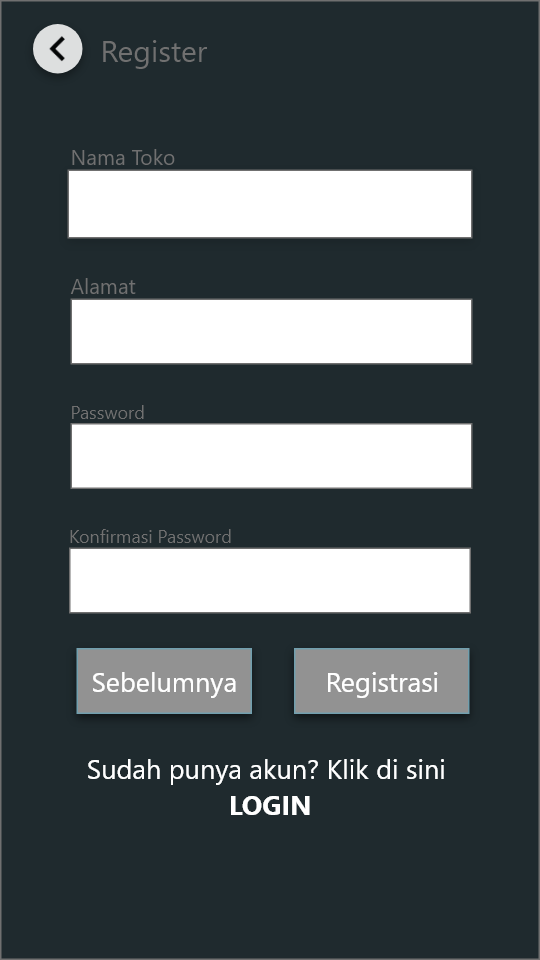 Register
Nama Toko
Alamat
Password
Konfirmasi Password
Sebelumnya
Registrasi
Sudah punya akun? Klik di sini
LOGIN